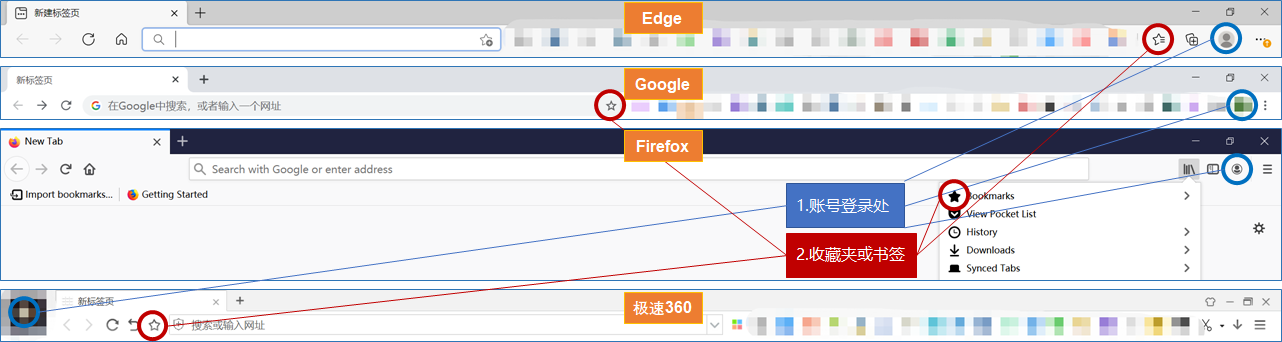 新建标签页
Edge
新标签页
Google
在Google中搜索，或者输入一个网址
New Tab
Firefox
Search with Google or enter address
Import bookmarks...
Getting Started
1.账号登录处
Bookmarks
View Pocket List
2.收藏夹或书签
History
Downloads
Synced Tabs
新标签页
极速360
搜索或输入网址